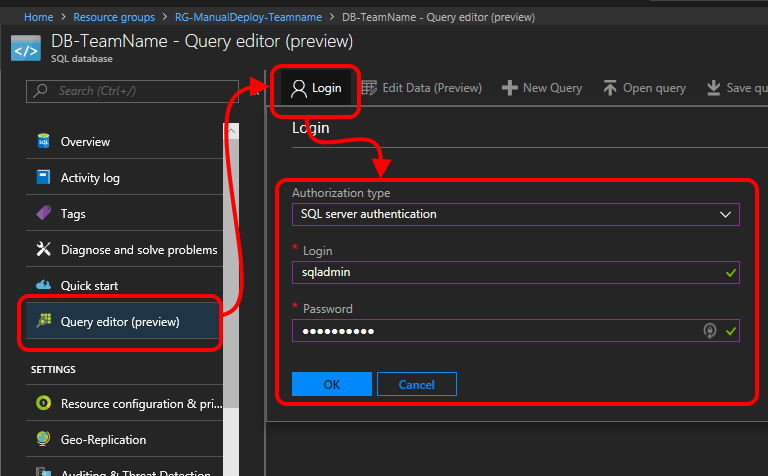 Home > Resource groups > RG-ManualDeploy-Teamname > DB-TeamName - Query editor (preview)
DB-TeamName - Query editor (preview)
SQL database
Search (Ctrl+/)
Overview
Activity log
Tags
Diagnose and solve problems
Quick start
Query editor (preview)
SETTINGS
Resource configuration & pri...
Geo-Replication
Auditing & Threat Detection
Login
Edit Data (Preview)
New Query
Open query
Save qu
Login
Authorization type
SQL server authentication
* Login
sqladmin
* Password
••••••••••
OK
Cancel